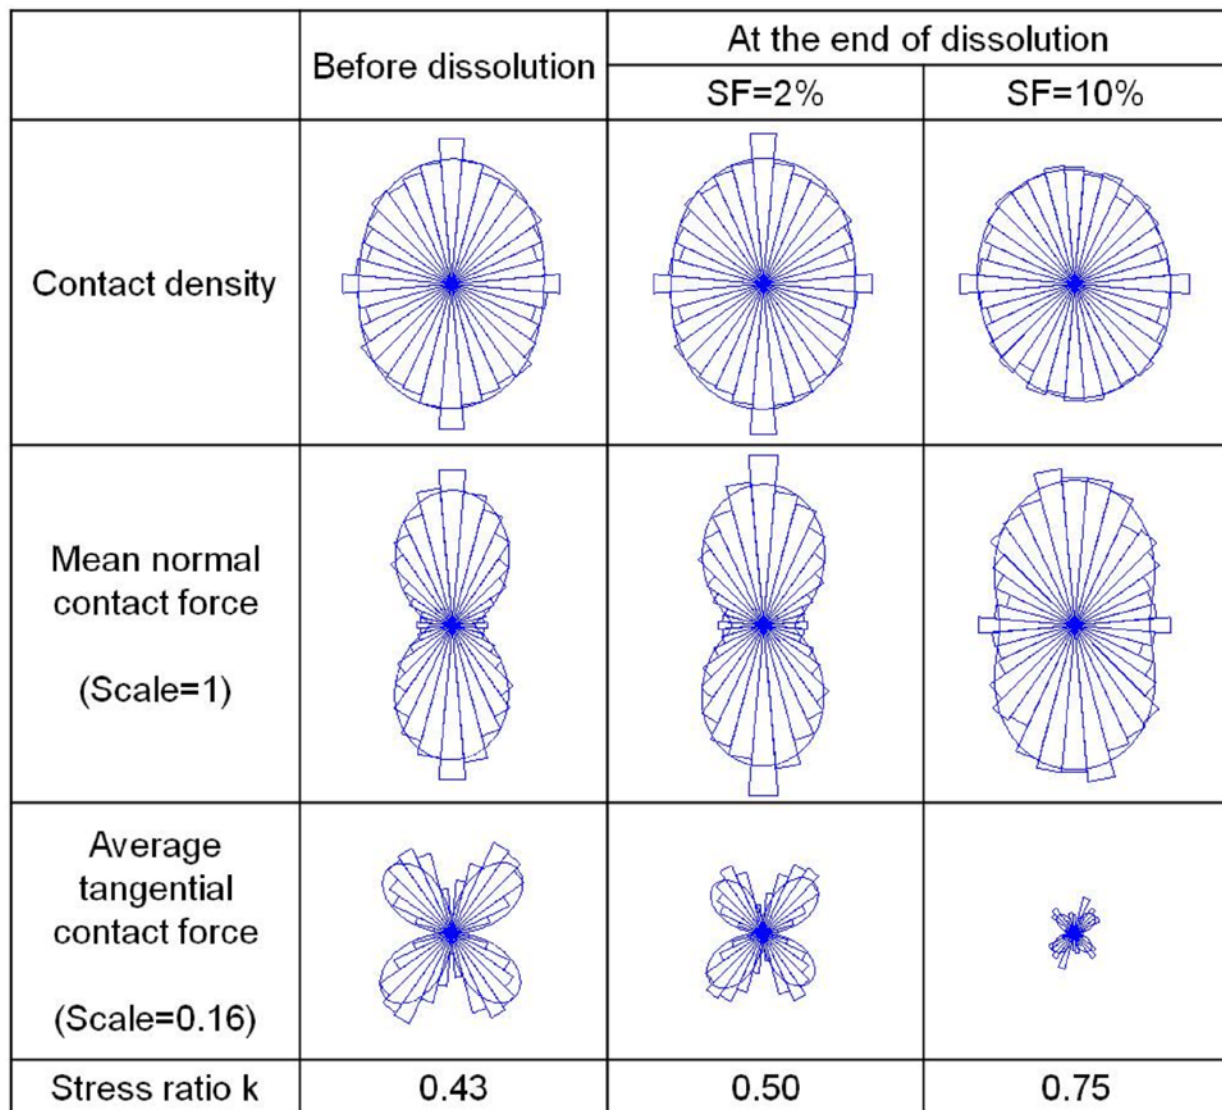 Before dissolution
At the end of dissolution
SF=2%
SF=10%
Contact density
Mean normal
contact force
(Scale=1)
Average
tangential
contact force
(Scale=0.16)
Stress ratio k
0.43
0.50
0.75